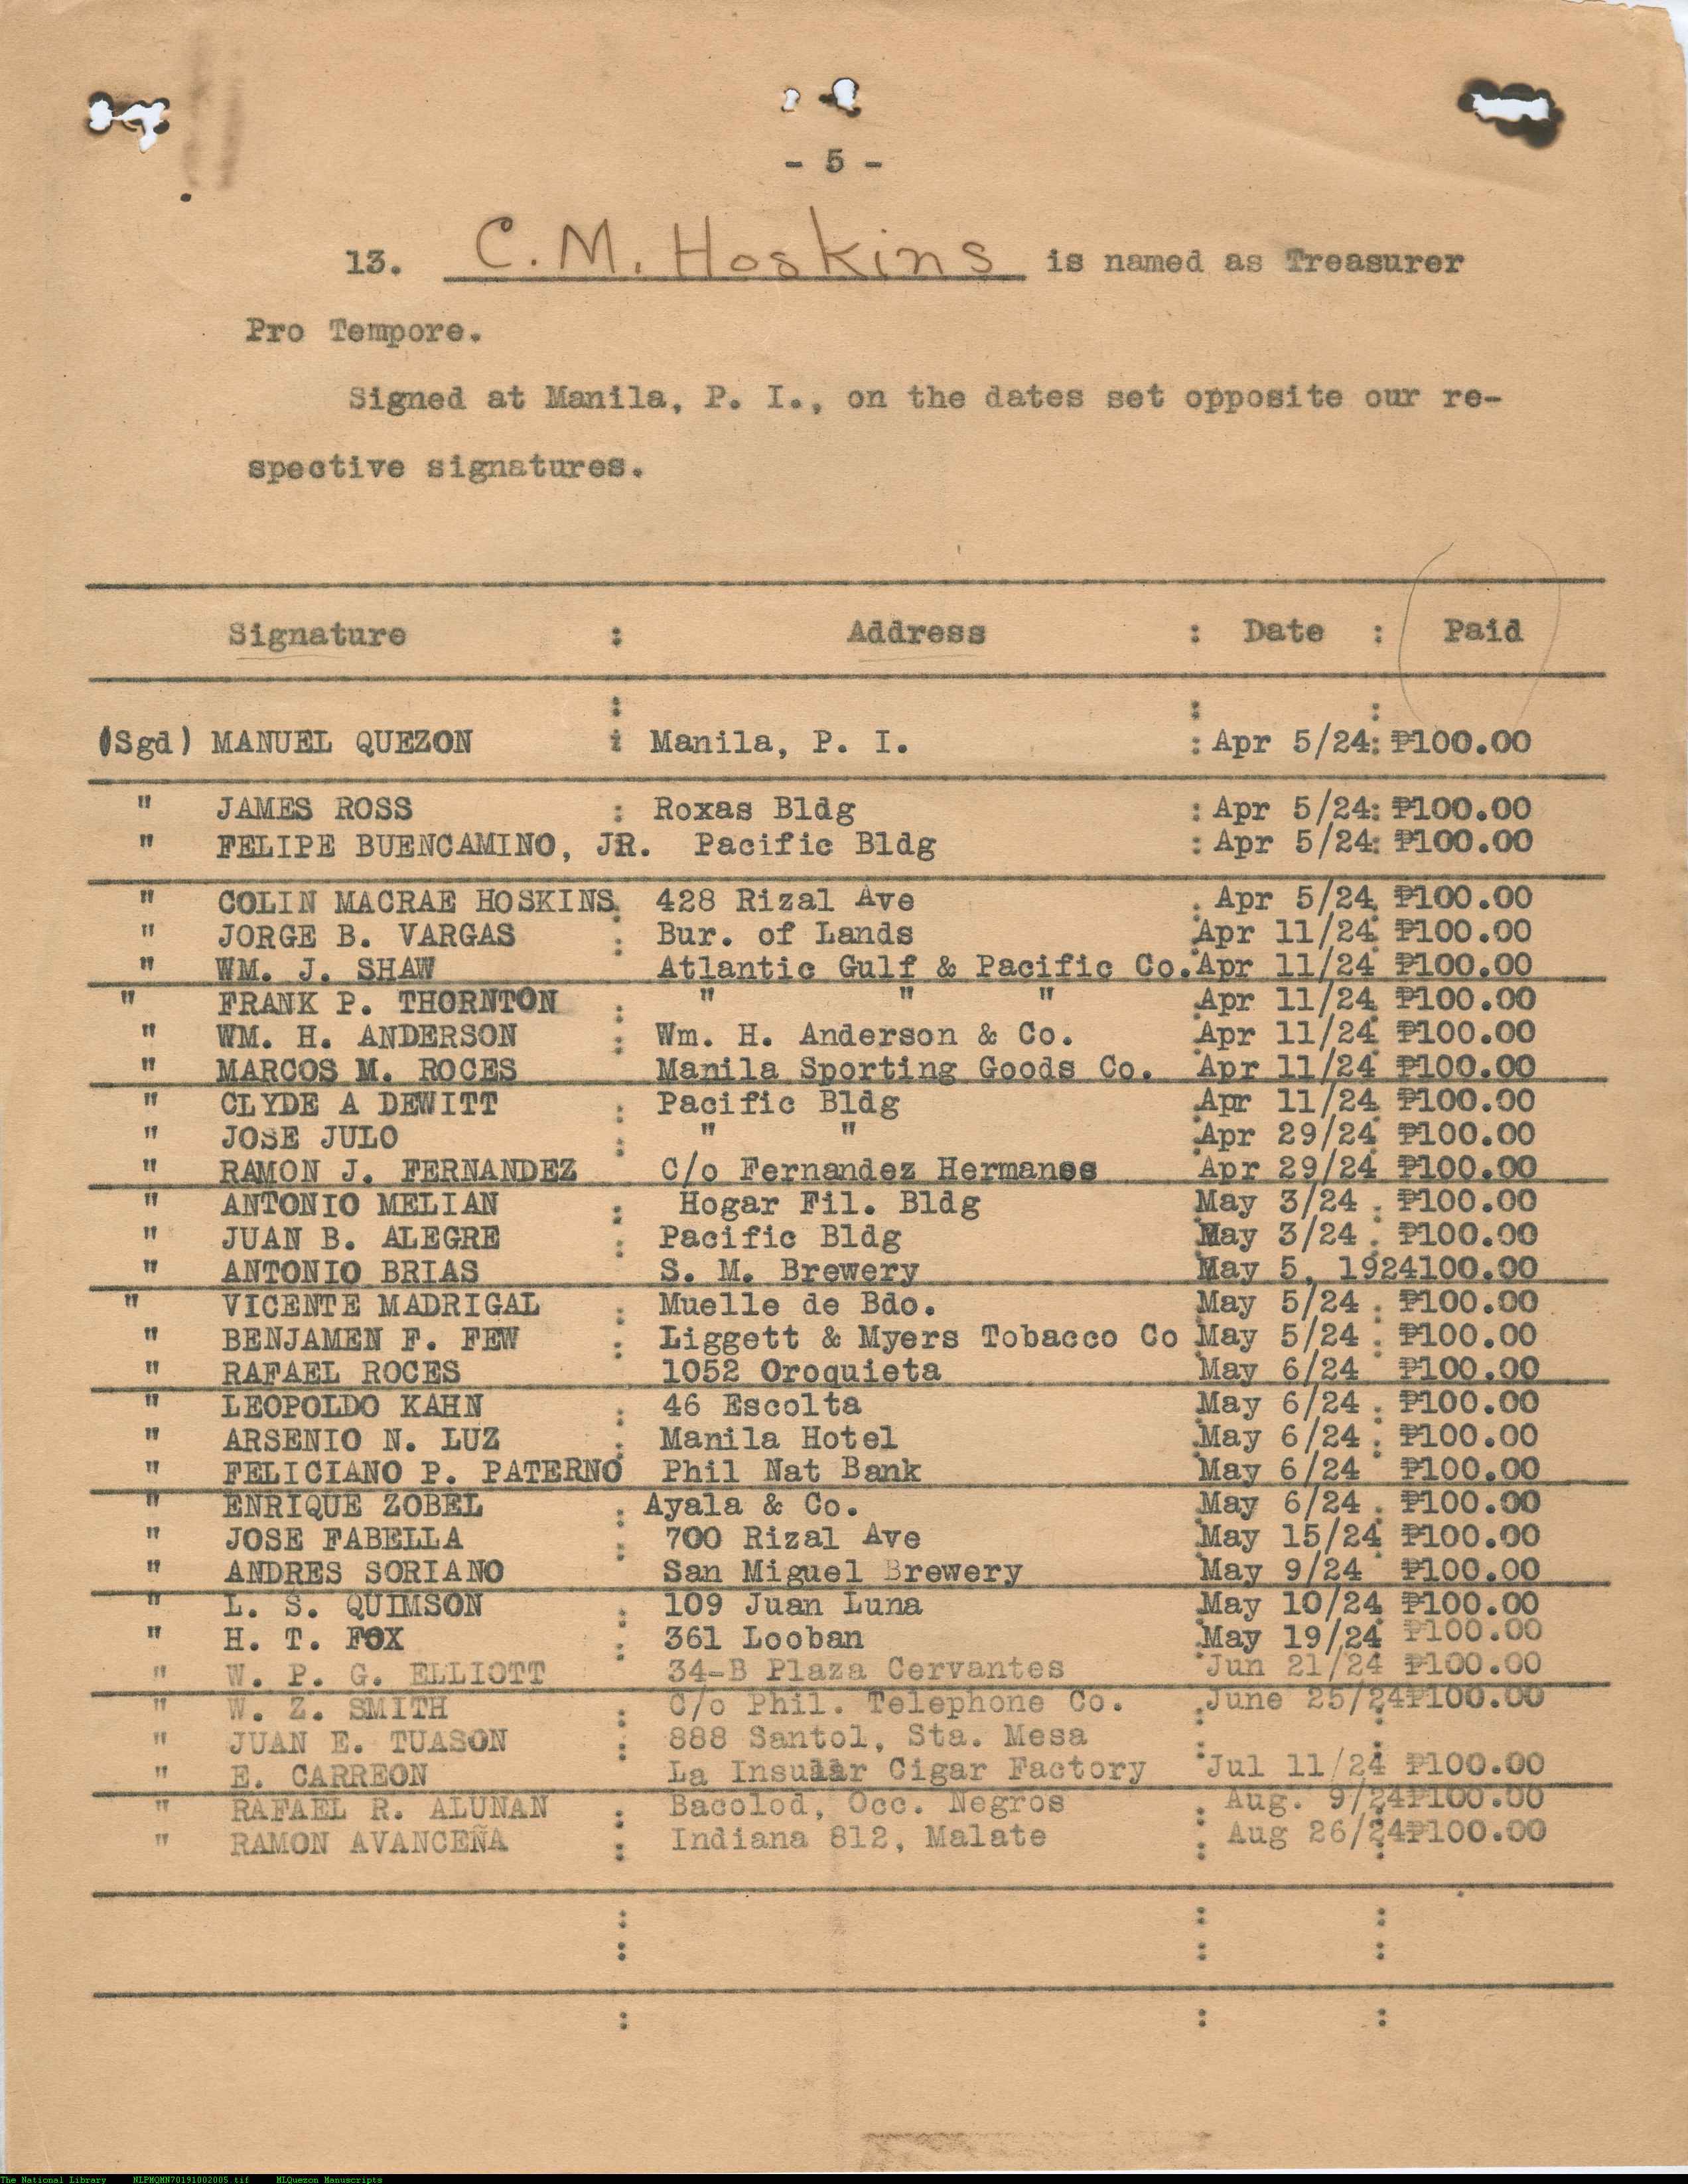 - 5 -
13. C. M. Hoskins is named as Treasurer
Pro Tempore.
Signed at Manila, P. I., on the dates set opposite our re-
spective signatures.
Signature : Address : Date : Paid
(Sgd) MANUEL QUEZON : Manila, P. I. : Apr 5/24: ₱100.00
" JAMES ROSS : Roxas Bldg : Apr 5/24: ₱100.00
" FELIPE BUENCAMINO, JR. Pacific Bldg : Apr 5/24: ₱100.00
" COLIN MACRAE HOSKINS: 428 Rizal Ave : Apr 5/24: ₱100.00
" JORGE B. VARGAS : Bur. of Lands :Apr 11/24: ₱100.00
" WM. J. SHAW Atlantic Gulf & Pacific Co.Apr 11/24 ₱100.00
" FRANK P. THORNTON : " " " :Apr 11/24: ₱100.00
" WM. H. ANDERSON : Wm. H. Anderson & Co. :Apr 11/24: ₱100.00
" MARCOS M. ROCES Manila Sporting Goods Co. Apr 11/24 ₱100.00
" CLYDE A DEWITT : Pacific Bldg :Apr 11/24: ₱100.00
" JOSE JULO : " " :Apr 29/24: ₱100.00
" RAMON J. FERNANDEZ C/o Fernandez Hermanos Apr 29/24 ₱100.00
" ANTONIO MELIAN : Hogar Fil. Bldg :May 3/24 : ₱100.00
" JUAN B. ALEGRE : Pacific Bldg :May 3/24 : ₱100.00
" ANTONIO BRIAS S. M. Brewery May 5, 1924100.00
" VICENTE MADRIGAL : Muelle de Bdo. :May 5/24 : ₱100.00
" BENJAMEN F. FEW : Liggett & Myers Tobacco Co :May 5/24 : ₱100.00
" RAFAEL ROCES 1052 Oroquieta May 6/24 ₱100.00
" LEOPOLDO KAHN : 46 Escolta :May 6/24 : ₱100.00
" ARSENIO N. LUZ : Manila Hotel :May 6/24 : ₱100.00
" FELICIANO P. PATERNO Phil Nat Bank May 6/24 ₱100.00
" ENRIQUE ZOBEL : Ayala & Co. :May 6/24 : ₱100.00
" JOSE FABELLA : 700 Rizal Ave :May 15/24: ₱100.00
" ANDRES SORIANO San Miguel Brewery May 9/24 ₱100.00
" L. S. QUIMSON : 109 Juan Luna :May 10/24: ₱100.00
" H. T. FOX : 361 Looban :May 19/24: ₱100.00
" W. P. G. ELLIOTT 34-B Plaza Cervantes Jun 21/24 ₱100.00
" W. Z. SMITH : C/o Phil. Telephone Co. :June 25/24₱100.00
" JUAN E. TUASON : 888 Santol, Sta. Mesa : :
" E. CARREON La Insular Cigar Factory Jul 11/24 ₱100.00
" RAFAEL R. ALUNAN : Bacolod, Occ. Negros : Aug. 9/24₱100.00
" RAMON AVANCEÑA : Indiana 812, Malate : Aug 26/24₱100.00
The National Library NLPMQMN70191002005.tif MLQuezon Manuscripts